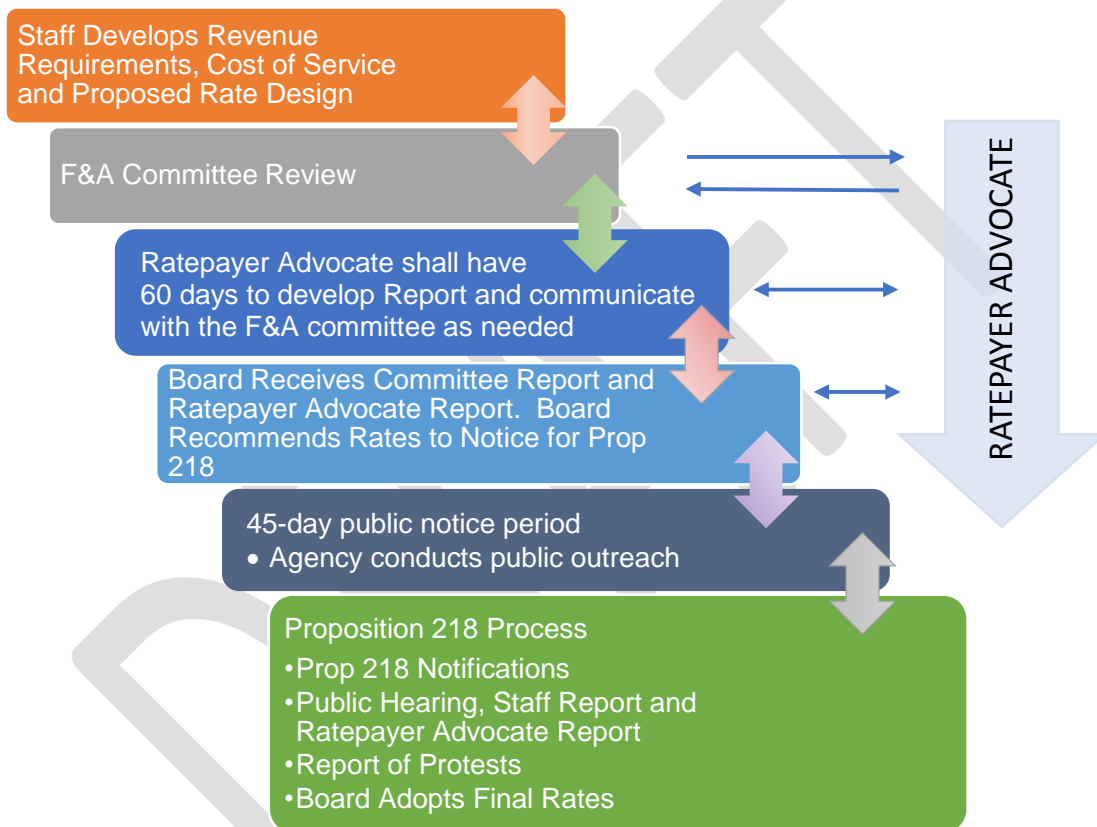 Staff Develops Revenue
Requirements, Cost of Service
and Proposed Rate Design
F&A Committee Review
Ratepayer Advocate shall have
60 days to develop Report and communicate
with the F&A committee as needed
Board Receives Committee Report and
Ratepayer Advocate Report.  Board
Recommends Rates to Notice for Prop
218
45-day public notice period
• Agency conducts public outreach
Proposition 218 Process
•Prop 218 Notifications
•Public Hearing, Staff Report and
Ratepayer Advocate Report
•Report of Protests
•Board Adopts Final Rates
RATEPAYER ADVOCATE